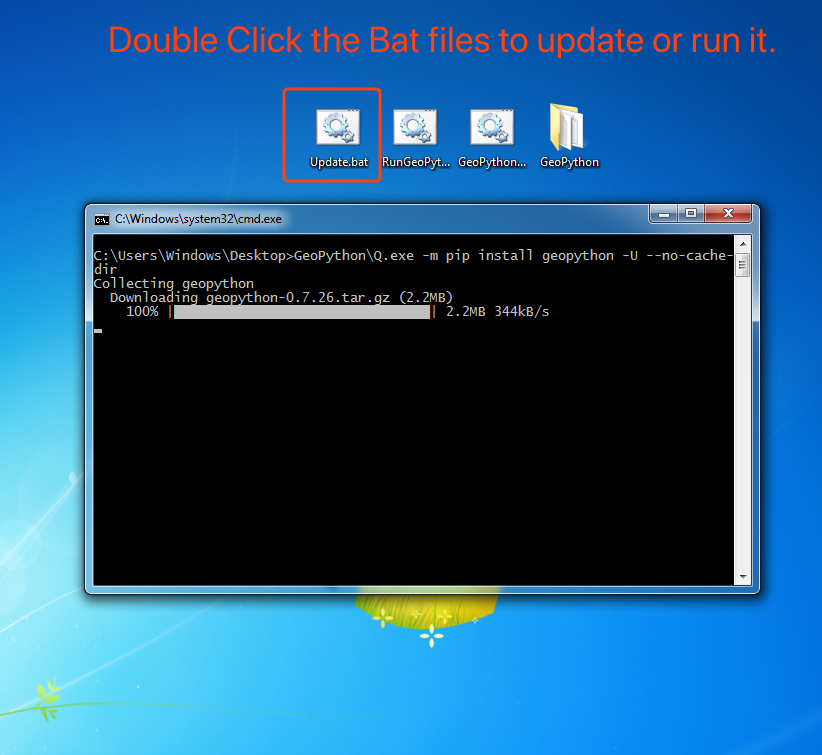 Double Click the Bat files to update or run it.
Update.bat
RunGeoPyt...
GeoPython...
GeoPython
C:\Windows\system32\cmd.exe
C:\Users\Windows\Desktop>GeoPython\Q.exe -m pip install geopython -U --no-cache-
dir
Collecting geopython
  Downloading geopython-0.7.26.tar.gz (2.2MB)
    100% || 2.2MB 344kB/s